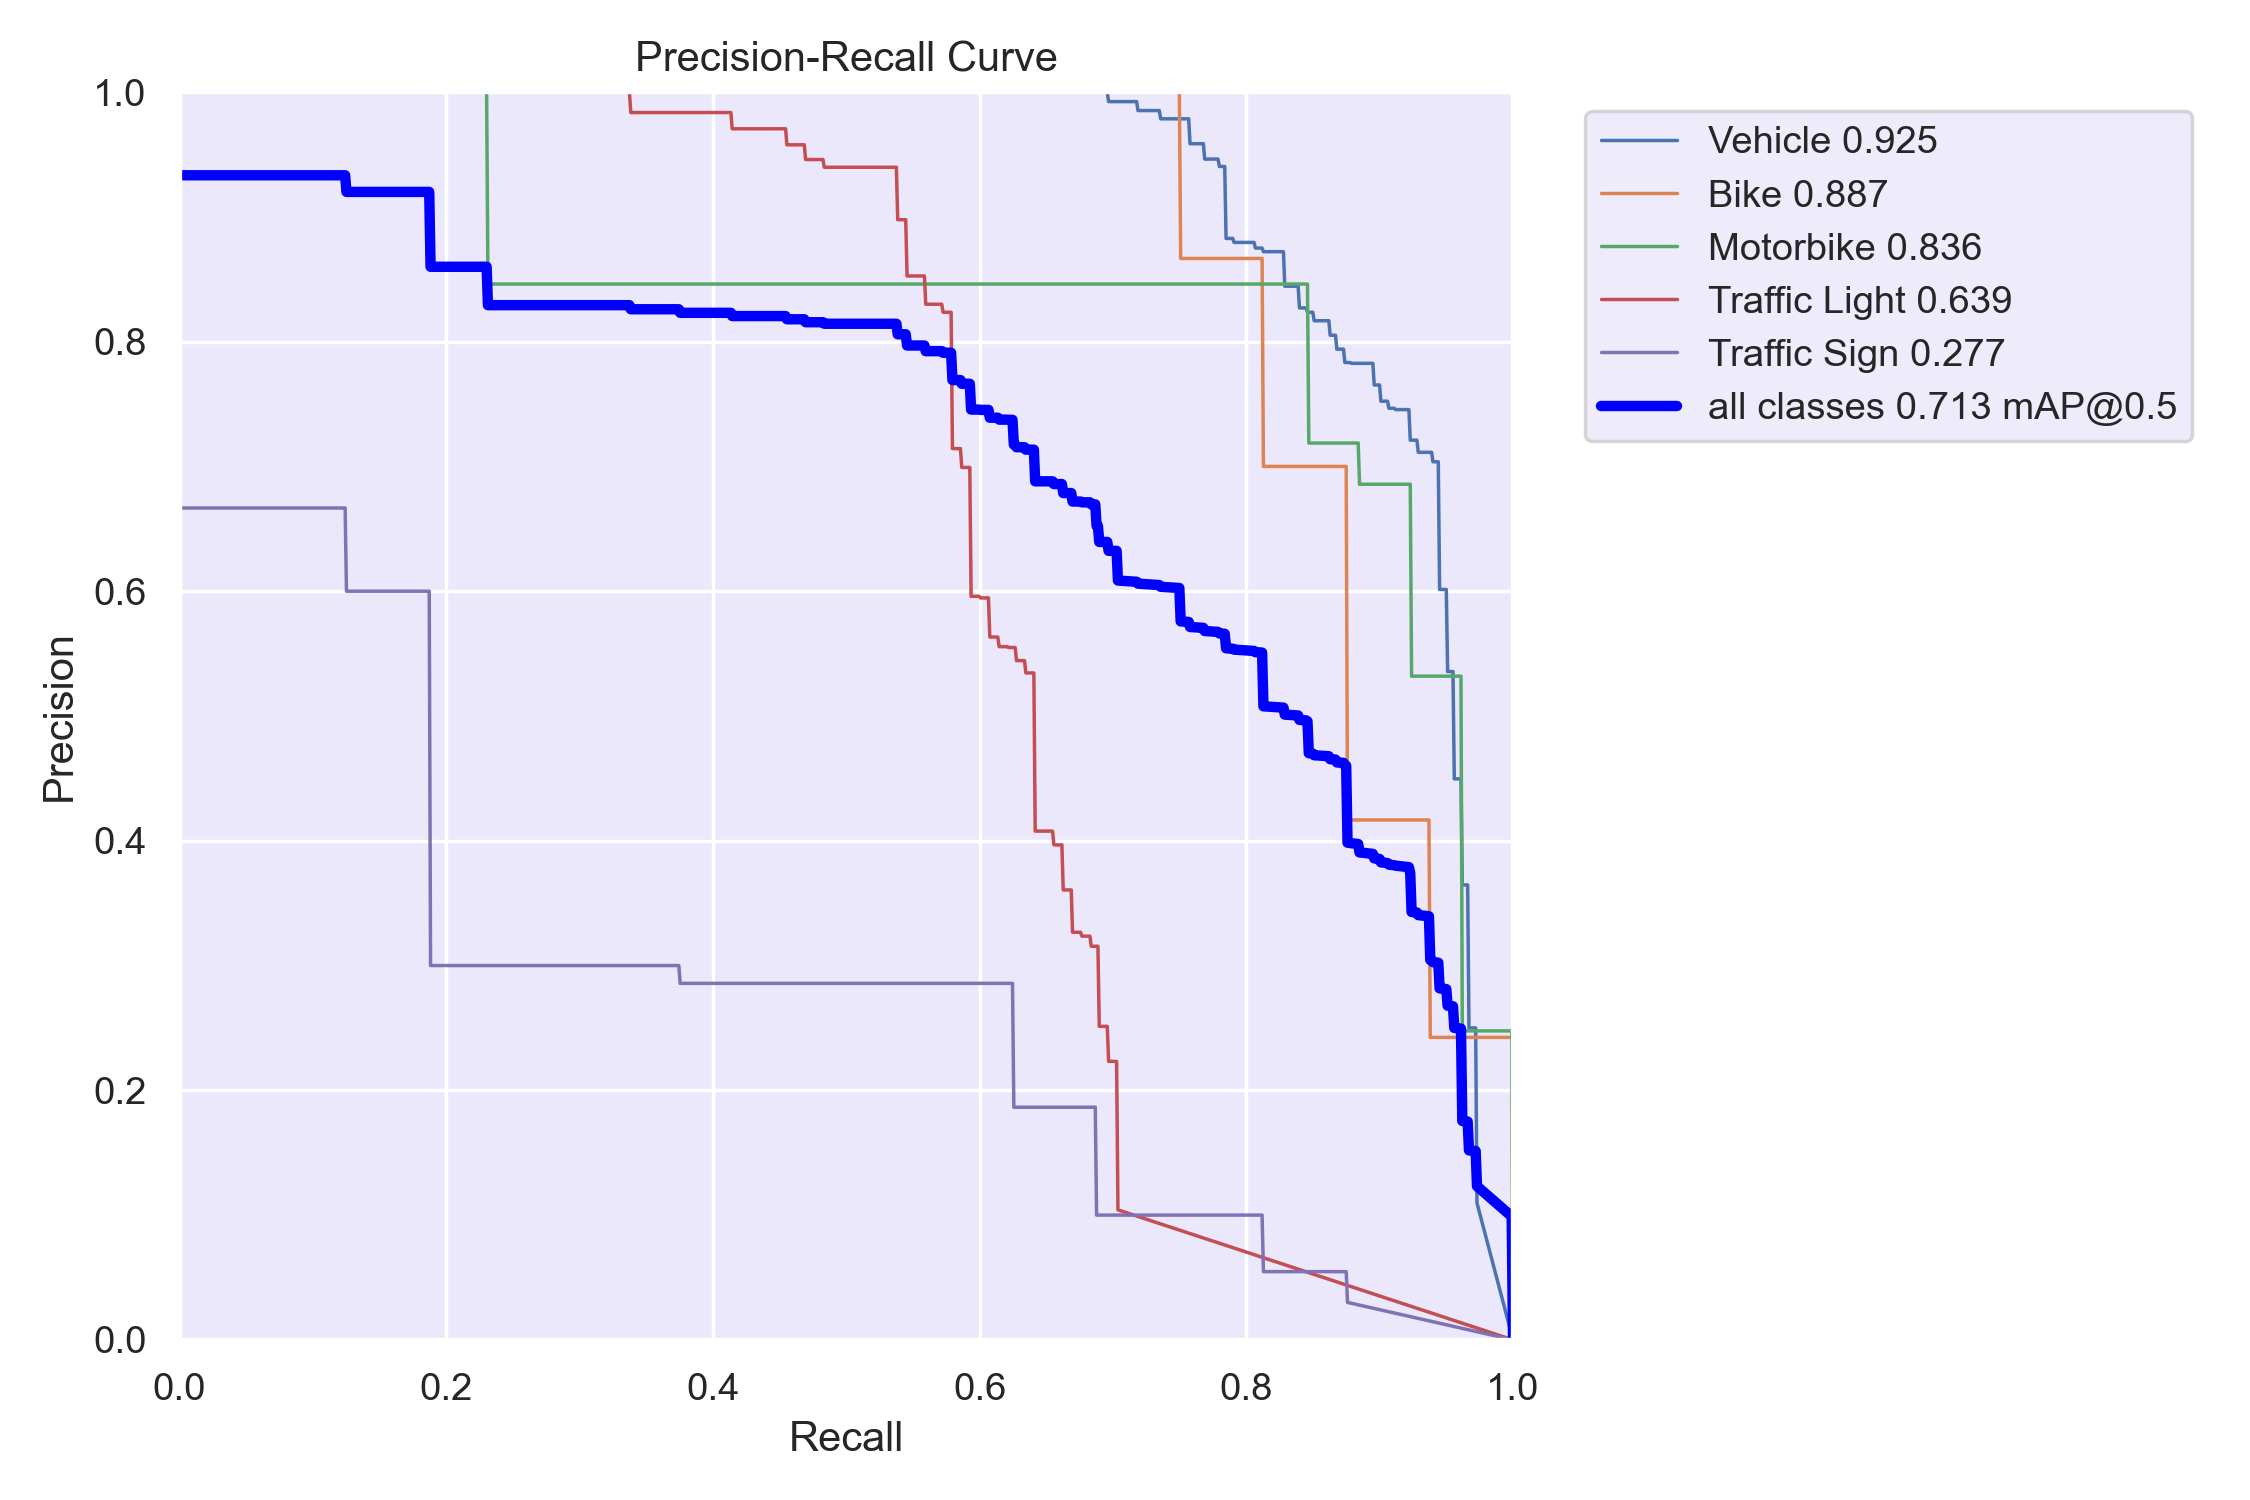 Precision-Recall Curve
1.0
0.8
0.6
0.4
0.2
0.0
Precision
0.0 0.2 0.4 0.6 0.8 1.0
Recall
Vehicle 0.925
Bike 0.887
Motorbike 0.836
Traffic Light 0.639
Traffic Sign 0.277
all classes 0.713 mAP@0.5